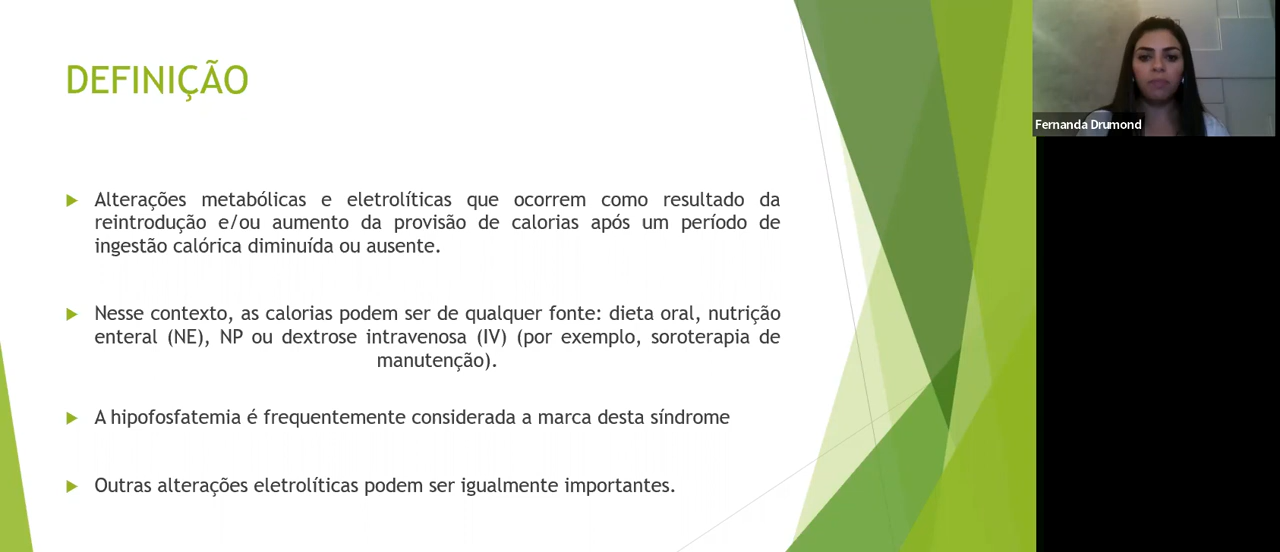 DEFINIÇÃO
Alterações metabólicas e eletrolíticas que ocorrem como resultado da
reintrodução e/ou aumento da provisão de calorias após um período de
ingestão calórica diminuída ou ausente.
Nesse contexto, as calorias podem ser de qualquer fonte: dieta oral, nutrição
enteral (NE), NP ou dextrose intravenosa (IV) (por exemplo, soroterapia de
manutenção).
A hipofosfatemia é frequentemente considerada a marca desta síndrome
Outras alterações eletrolíticas podem ser igualmente importantes.
Fernanda Drumond